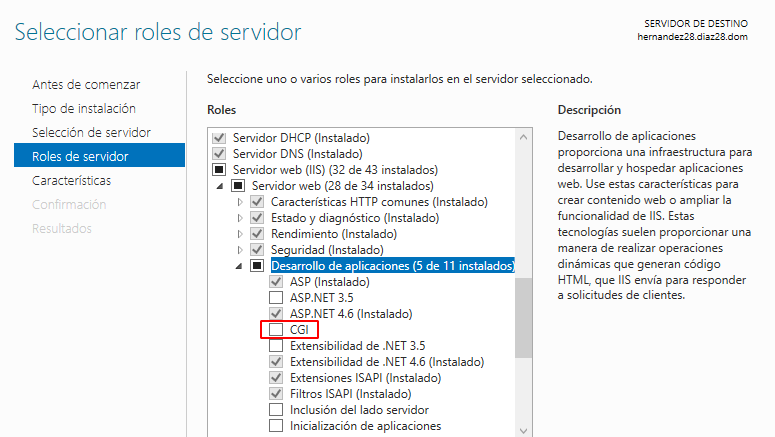 Seleccionar roles de servidor
SERVIDOR DE DESTINO
hernandez28.diaz28.dom
Antes de comenzar
Tipo de instalación
Selección de servidor
Roles de servidor
Características
Confirmación
Resultados
Seleccione uno o varios roles para instalarlos en el servidor seleccionado.
Roles
Servidor DHCP (Instalado)
Servidor DNS (Instalado)
Servidor web (IIS) (32 de 43 instalados)
Servidor web (28 de 34 instalados)
Características HTTP comunes (Instalado)
Estado y diagnóstico (Instalado)
Rendimiento (Instalado)
Seguridad (Instalado)
Desarrollo de aplicaciones (5 de 11 instalados)
ASP (Instalado)
ASP.NET 3.5
ASP.NET 4.6 (Instalado)
CGI
Extensibilidad de .NET 3.5
Extensibilidad de .NET 4.6 (Instalado)
Extensiones ISAPI (Instalado)
Filtros ISAPI (Instalado)
Inclusión del lado servidor
Inicialización de aplicaciones
Descripción
Desarrollo de aplicaciones
proporciona una infraestructura para
desarrollar y hospedar aplicaciones
web. Use estas características para
crear contenido web o ampliar la
funcionalidad de IIS. Estas
tecnologías suelen proporcionar una
manera de realizar operaciones
dinámicas que generan código
HTML, que IIS envía para responder
a solicitudes de clientes.